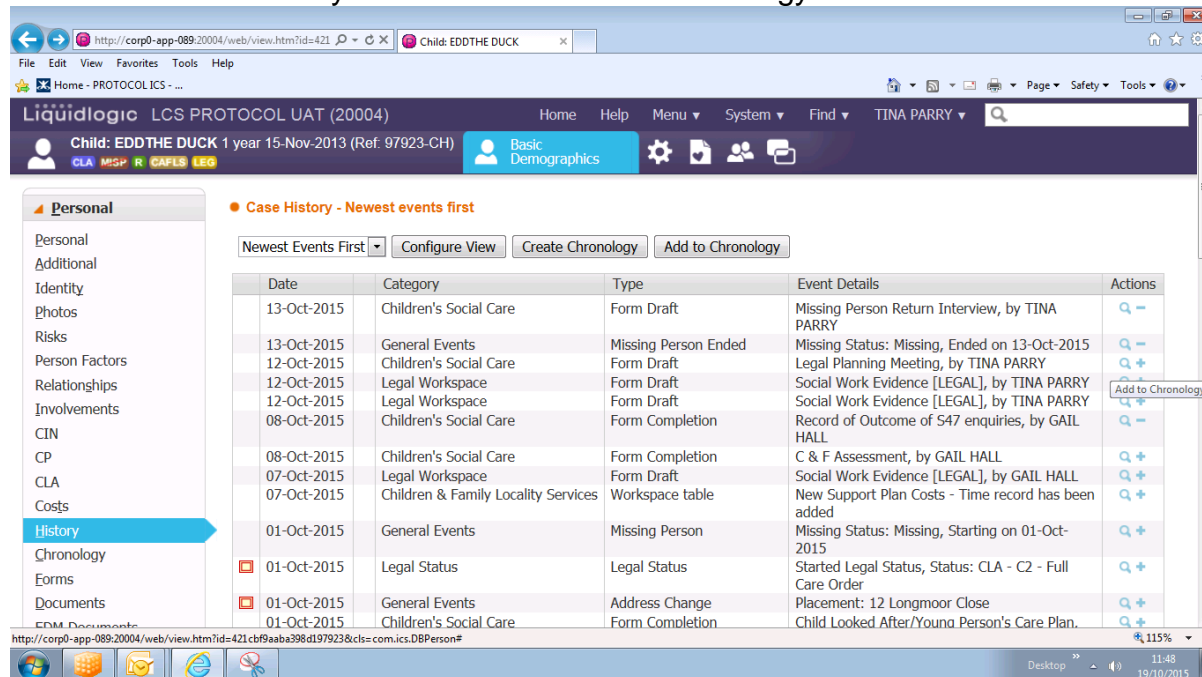 http://corp0-app-089:20004/web/view.htm?id=421 Child: EDDTHE DUCK
File Edit View Favorites Tools Help
Home - PROTOCOL ICS - ... Page Safety Tools
Liquidlogic LCS PROTOCOL UAT (20004) Home Help Menu System Find TINA PARRY
Child: EDDTHE DUCK 1 year 15-Nov-2013 (Ref: 97923-CH) Basic Demographics
CLA MISP R CAFLS LEG
Personal
Personal
Additional
Identity
Photos
Risks
Person Factors
Relationships
Involvements
CIN
CP
CLA
Costs
History
Chronology
Forms
Documents
EDM Documents
Case History - Newest events first
Newest Events First Configure View Create Chronology Add to Chronology
Date Category Type Event Details Actions
13-Oct-2015 Children's Social Care Form Draft Missing Person Return Interview, by TINA
PARRY
13-Oct-2015 General Events Missing Person Ended Missing Status: Missing, Ended on 13-Oct-2015
12-Oct-2015 Children's Social Care Form Draft Legal Planning Meeting, by TINA PARRY
12-Oct-2015 Legal Workspace Form Draft Social Work Evidence [LEGAL], by TINA PARRY
Add to Chronology
12-Oct-2015 Legal Workspace Form Draft Social Work Evidence [LEGAL], by TINA PARRY
08-Oct-2015 Children's Social Care Form Completion Record of Outcome of S47 enquiries, by GAIL
HALL
08-Oct-2015 Children's Social Care Form Completion C & F Assessment, by GAIL HALL
07-Oct-2015 Legal Workspace Form Draft Social Work Evidence [LEGAL], by GAIL HALL
07-Oct-2015 Children & Family Locality Services Workspace table New Support Plan Costs - Time record has been
added
01-Oct-2015 General Events Missing Person Missing Status: Missing, Starting on 01-Oct-
2015
01-Oct-2015 Legal Status Legal Status Started Legal Status, Status: CLA - C2 - Full
Care Order
01-Oct-2015 General Events Address Change Placement: 12 Longmoor Close
01-Oct-2015 Children's Social Care Form Completion Child Looked After/Young Person's Care Plan.
http://corp0-app-089:20004/web/view.htm?id=421cbf9aaba398d197923&cls=com.ics.DBPerson# 115%
Desktop 11:48
19/10/2015